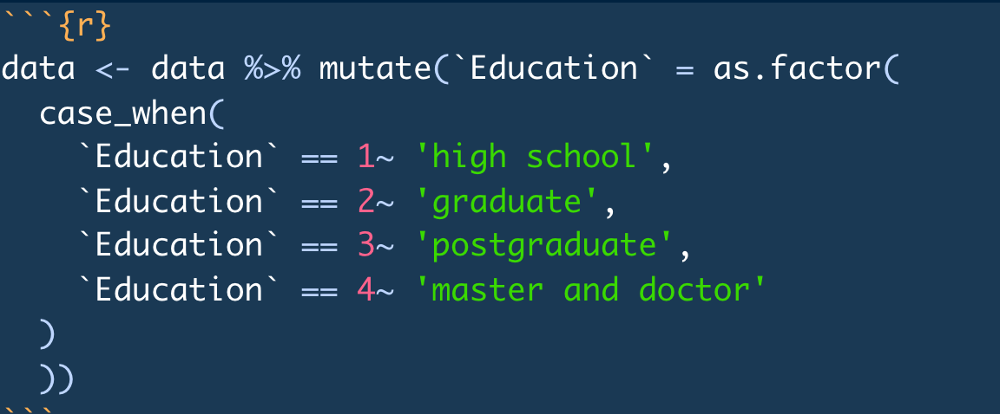 ```{r}
data <- data %>% mutate(`Education` = as.factor(
  case_when(
    `Education` == 1~ 'high school',
    `Education` == 2~ 'graduate',
    `Education` == 3~ 'postgraduate',
    `Education` == 4~ 'master and doctor'
  )
  ))
```